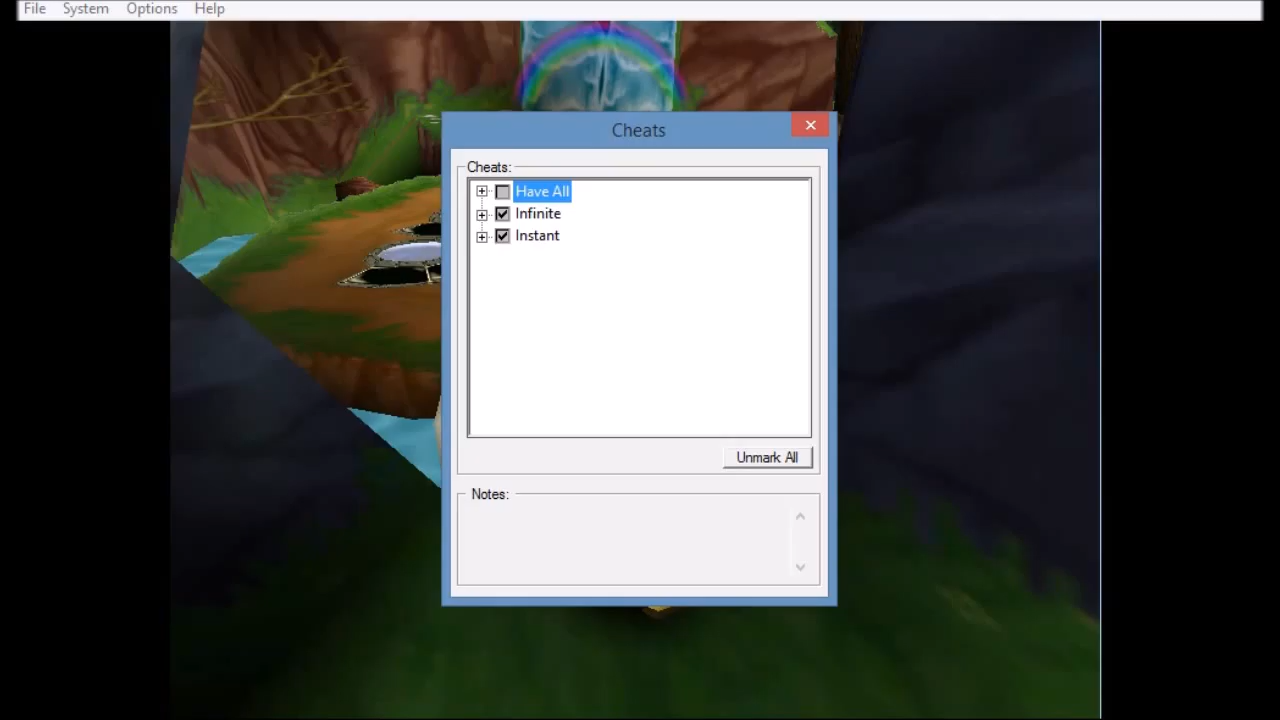 File System Options Help
Cheats
Cheats:
Have All
Infinite
Instant
Unmark All
Notes: